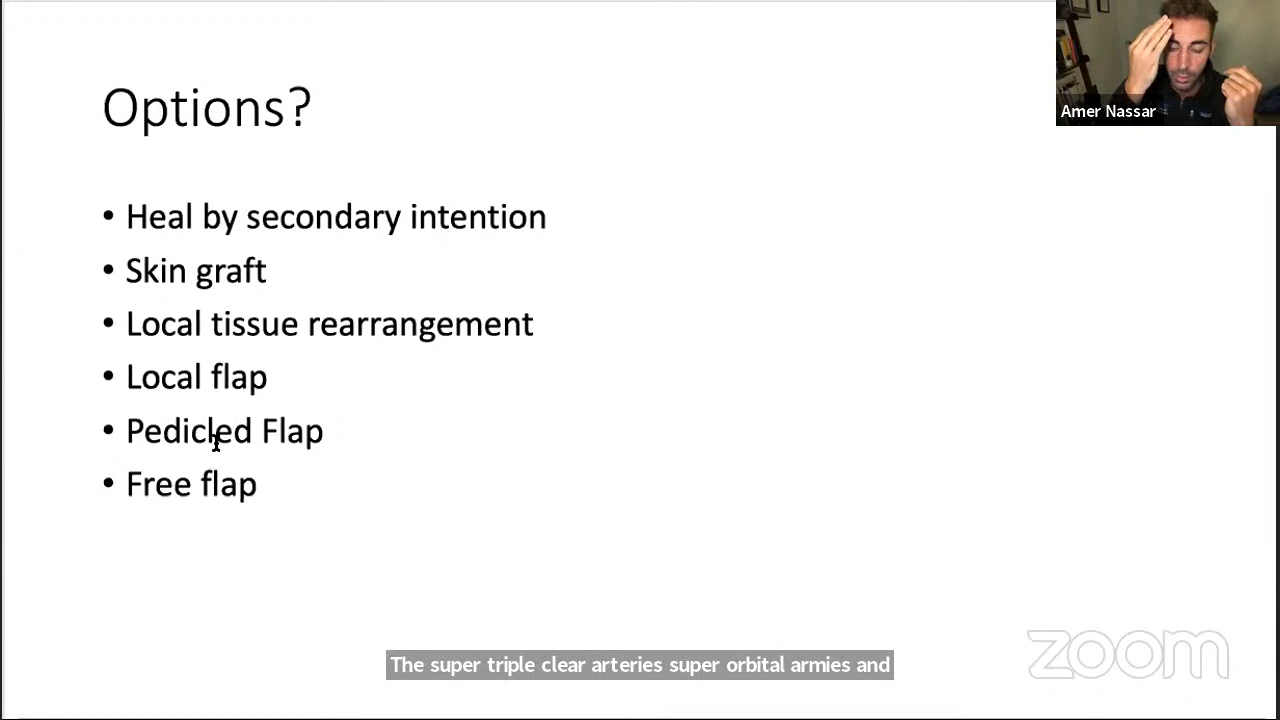 Options?
Amer Nassar
• Heal by secondary intention
• Skin graft
• Local tissue rearrangement
• Local flap
• Pedicled Flap
• Free flap
The super triple clear arteries super orbital armies and
zoom